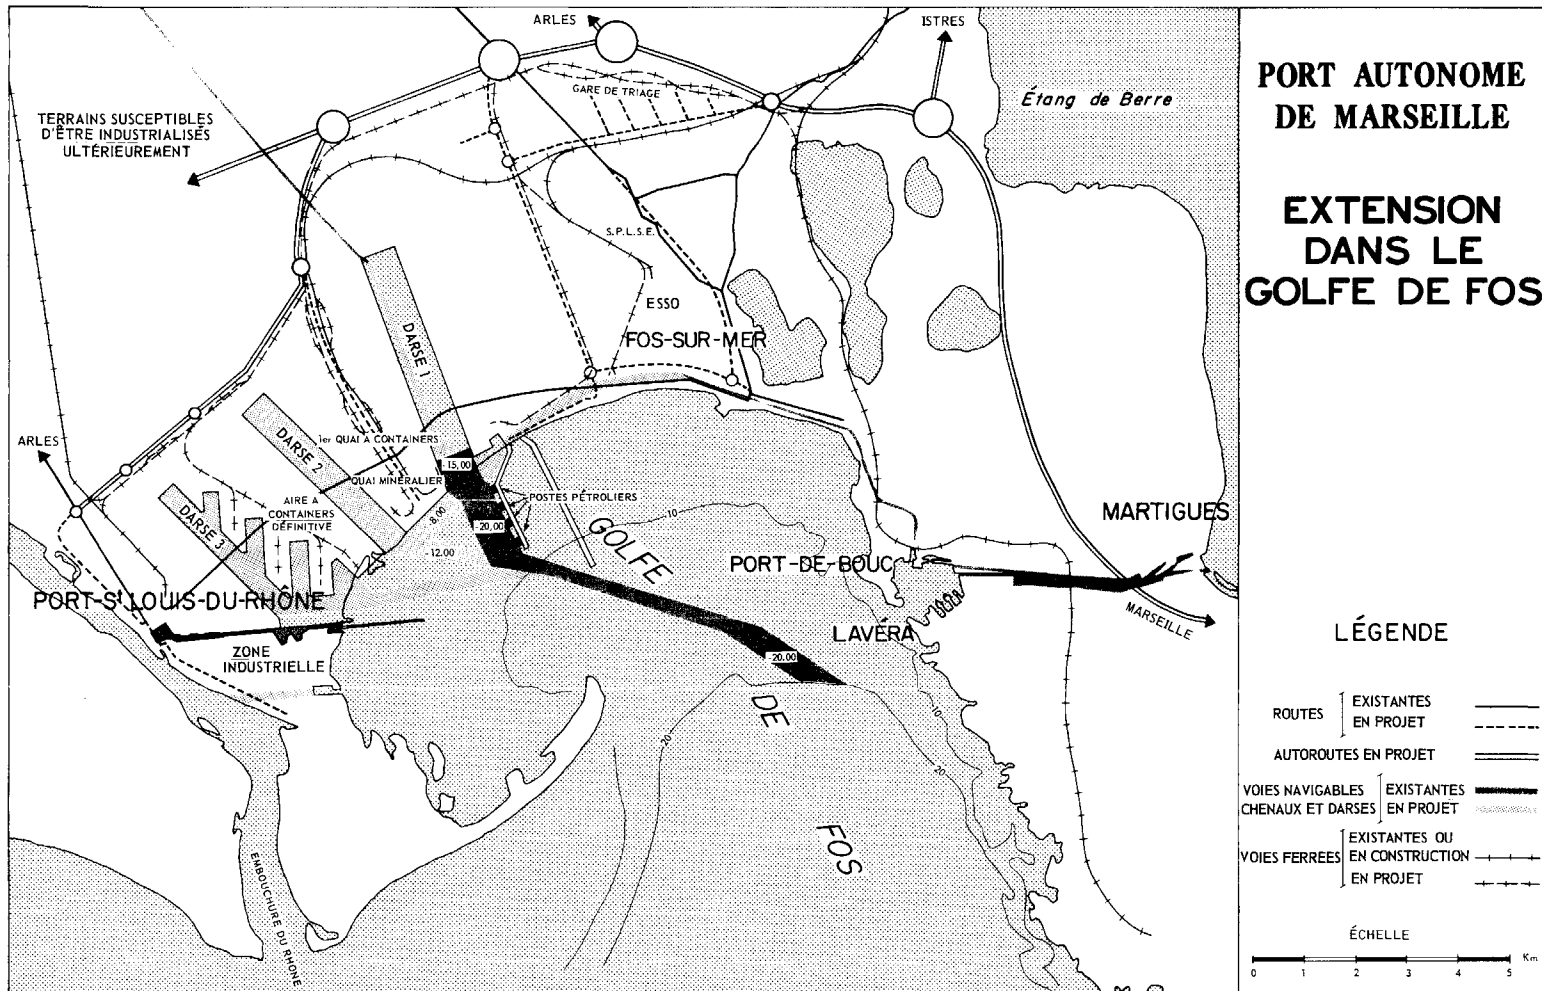 PORT AUTONOME
DE MARSEILLE
EXTENSION
DANS LE
GOLFE DE FOS
ARLES
ISTRES
Étang de Berre
GARE DE TRIAGE
TERRAINS SUSCEPTIBLES
D'ÊTRE INDUSTRIALISÉS
ULTÉRIEUREMENT
S.P.L.S.E.
ESSO
FOS-SUR-MER
DARSE 1
DARSE 2
DARSE 3
ARLES
1er QUAI A CONTAINERS
QUAI MINÉRALIER
AIRE A
CONTAINERS
DÉFINITIVE
-15,00
-20,00
-8.00
-12.00
POSTES PÉTROLIERS
GOLFE
DE
FOS
10
MARTIGUES
PORT-DE-BOUC
LAVÉRA
MARSEILLE
PORT-St LOUIS-DU-RHÔNE
ZONE
INDUSTRIELLE
-20.00
10
20
20
EMBOUCHURE DU RHÔNE
LÉGENDE
ROUTES
EXISTANTES
EN PROJET
AUTOROUTES EN PROJET
VOIES NAVIGABLES
CHENAUX ET DARSES
EXISTANTES
EN PROJET
VOIES FERRÉES
EXISTANTES OU
EN CONSTRUCTION
EN PROJET
ÉCHELLE
0 1 2 3 4 5 Km